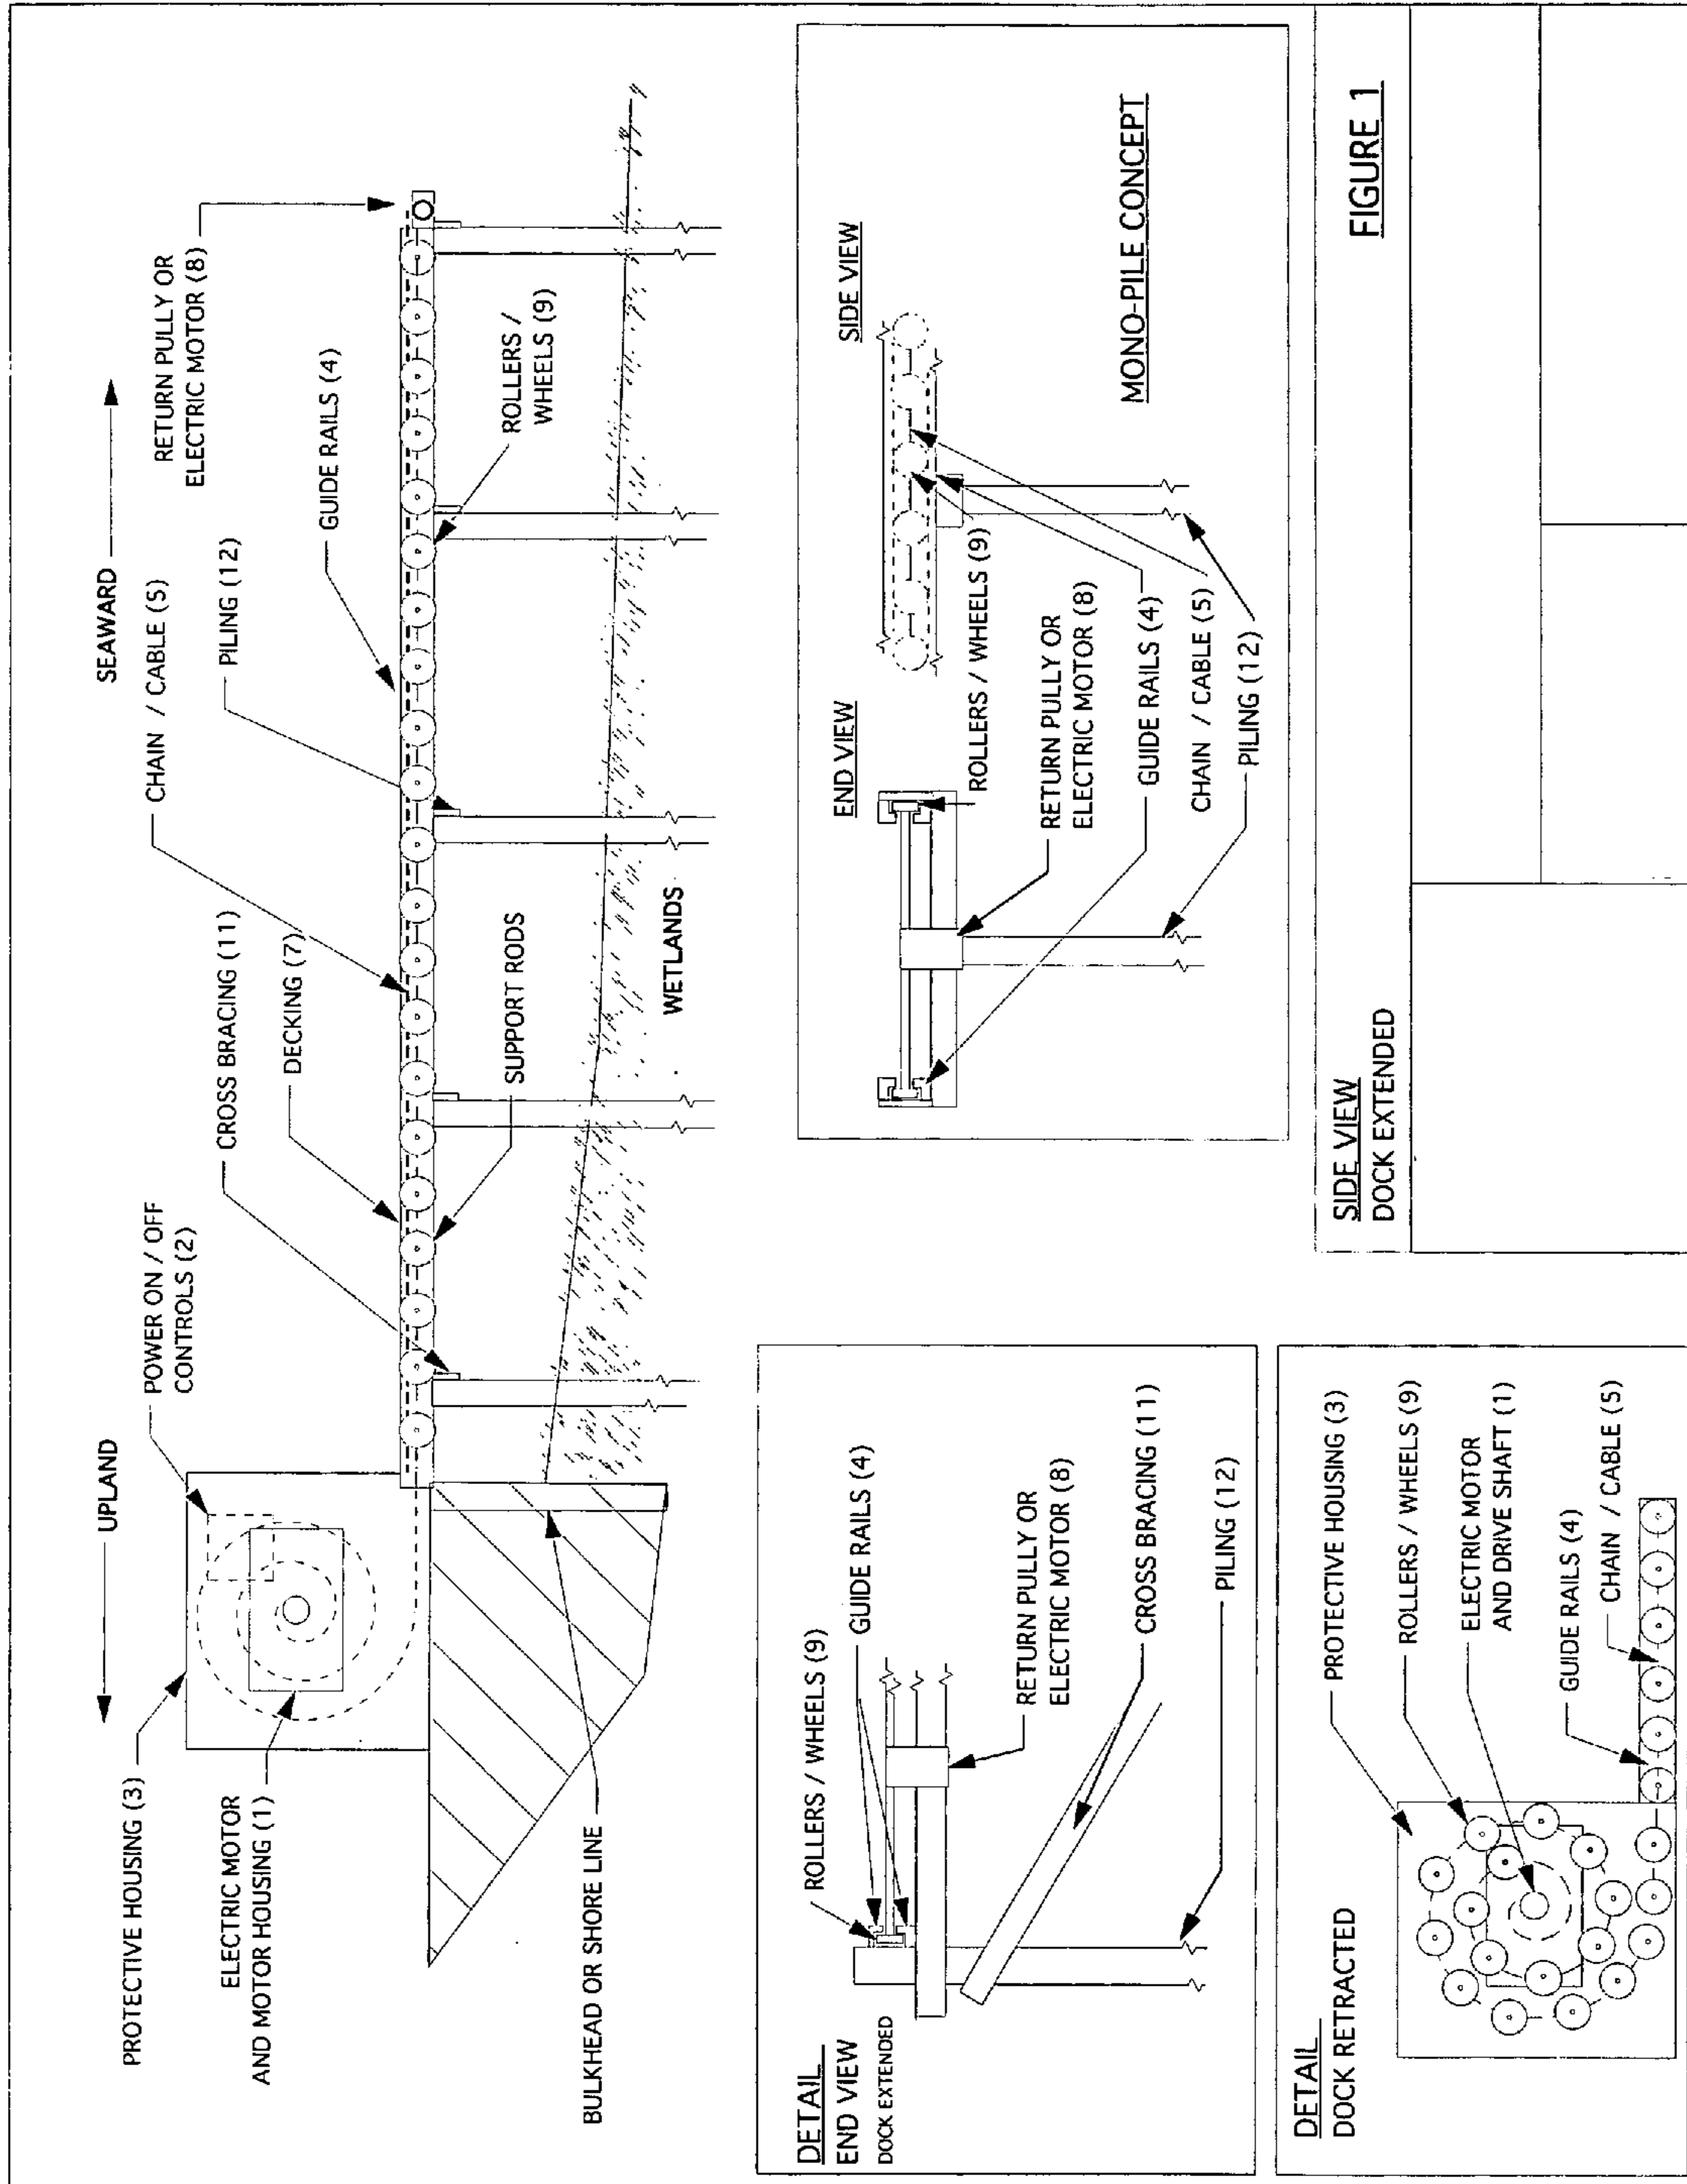 UPLAND
SEAWARD
PROTECTIVE HOUSING (3)
POWER ON / OFF
CONTROLS (2)
ELECTRIC MOTOR
AND MOTOR HOUSING (1)
CROSS BRACING (11)
DECKING (7)
CHAIN / CABLE (5)
PILING (12)
GUIDE RAILS (4)
RETURN PULLY OR
ELECTRIC MOTOR (8)
ROLLERS /
WHEELS (9)
SUPPORT RODS
WETLANDS
BULKHEAD OR SHORE LINE
DETAIL
END VIEW
DOCK EXTENDED
ROLLERS / WHEELS (9)
GUIDE RAILS (4)
RETURN PULLY OR
ELECTRIC MOTOR (8)
CROSS BRACING (11)
PILING (12)
END VIEW
SIDE VIEW
ROLLERS / WHEELS (9)
RETURN PULLY OR
ELECTRIC MOTOR (8)
GUIDE RAILS (4)
CHAIN / CABLE (5)
PILING (12)
MONO-PILE CONCEPT
DETAIL
DOCK RETRACTED
PROTECTIVE HOUSING (3)
ROLLERS / WHEELS (9)
ELECTRIC MOTOR
AND DRIVE SHAFT (1)
GUIDE RAILS (4)
CHAIN / CABLE (5)
SIDE VIEW
DOCK EXTENDED
FIGURE 1